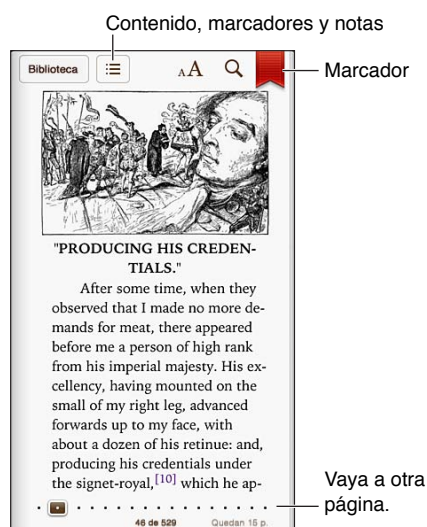 Contenido, marcadores y notas
Biblioteca AA
Marcador
"PRODUCING HIS CREDEN-
TIALS."
After some time, when they
observed that I made no more de-
mands for meat, there appeared
before me a person of high rank
from his imperial majesty. His ex-
cellency, having mounted on the
small of my right leg, advanced
forwards up to my face, with
about a dozen of his retinue: and,
producing his credentials under
the signet-royal,[10] which he ap-
Vaya a otra
página.
46 de 529 Quedan 15 p.